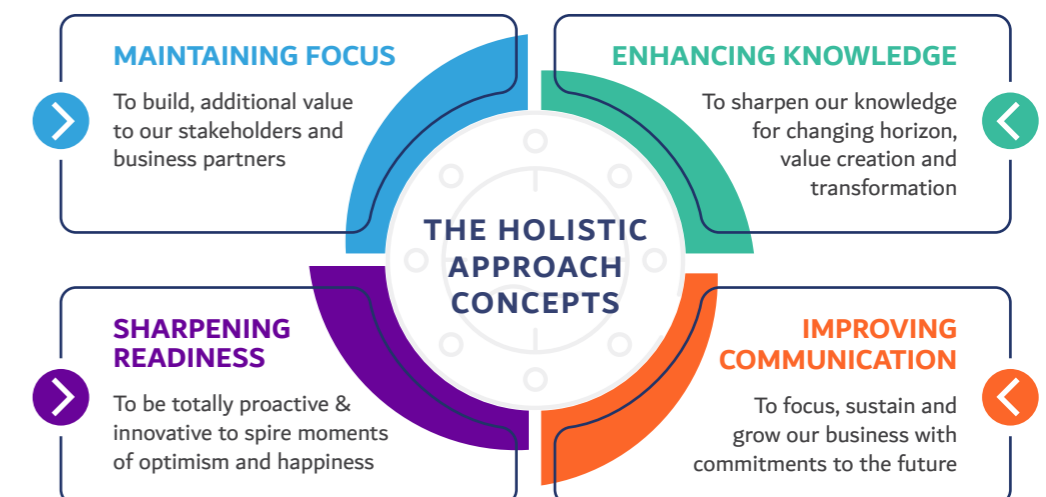 MAINTAINING FOCUS
To build, additional value
to our stakeholders and
business partners
ENHANCING KNOWLEDGE
To sharpen our knowledge
for changing horizon,
value creation and
transformation
THE HOLISTIC
APPROACH
CONCEPTS
SHARPENING
READINESS
To be totally proactive &
innovative to spire moments
of optimism and happiness
IMPROVING
COMMUNICATION
To focus, sustain and
grow our business with
commitments to the future